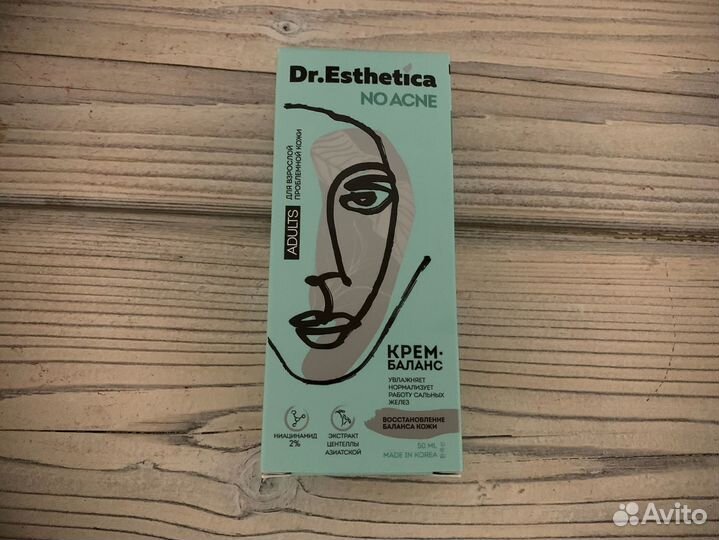 Dr.Esthetica
NO ACNE
ДЛЯ ВЗРОСЛОЙ
ПРОБЛЕМНОЙ КОЖИ
ADULTS
КРЕМ-
БАЛАНС
УВЛАЖНЯЕТ
НОРМАЛИЗУЕТ
РАБОТУ САЛЬНЫХ
ЖЕЛЕЗ
ВОССТАНОВЛЕНИЕ
БАЛАНСА КОЖИ
НИАЦИНАМИД
2%
ЭКСТРАКТ
ЦЕНТЕЛЛЫ
АЗИАТСКОЙ
50 ML
MADE IN KOREA
Avito